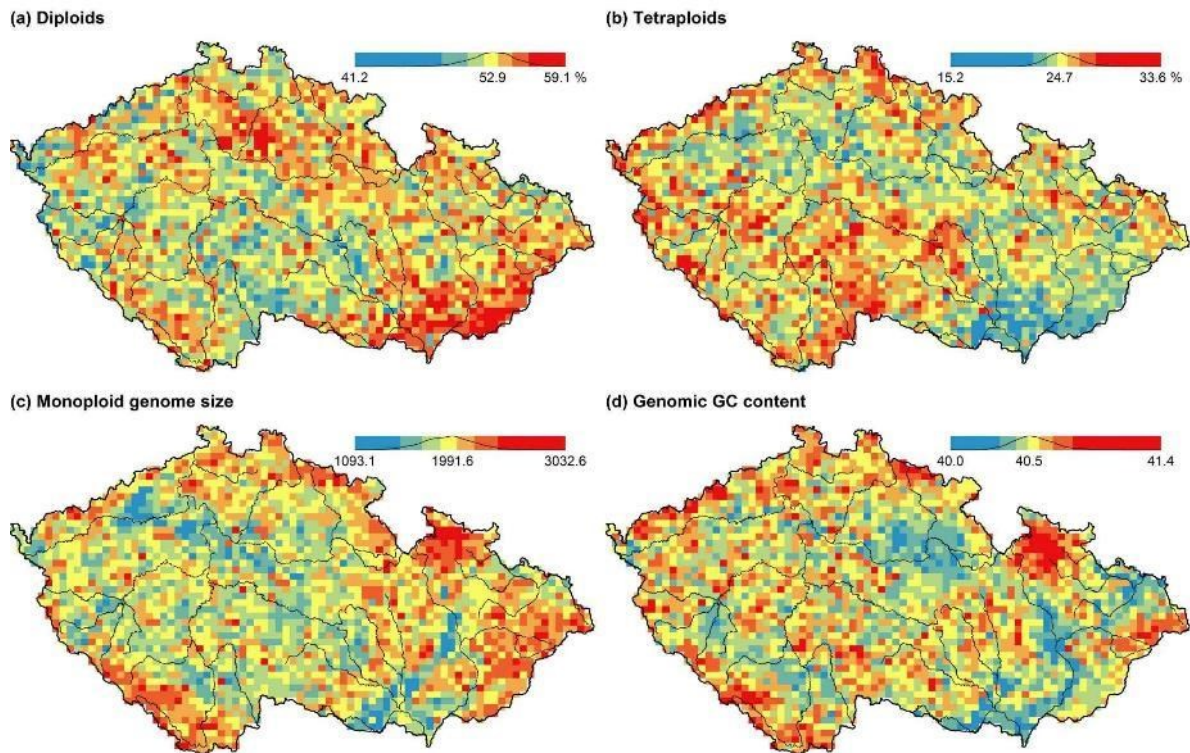 (a) Diploids
(b) Tetraploids
41.2 52.9 59.1 %
15.2 24.7 33.6 %
(c) Monoploid genome size
(d) Genomic GC content
1093.1 1991.6 3032.6
40.0 40.5 41.4